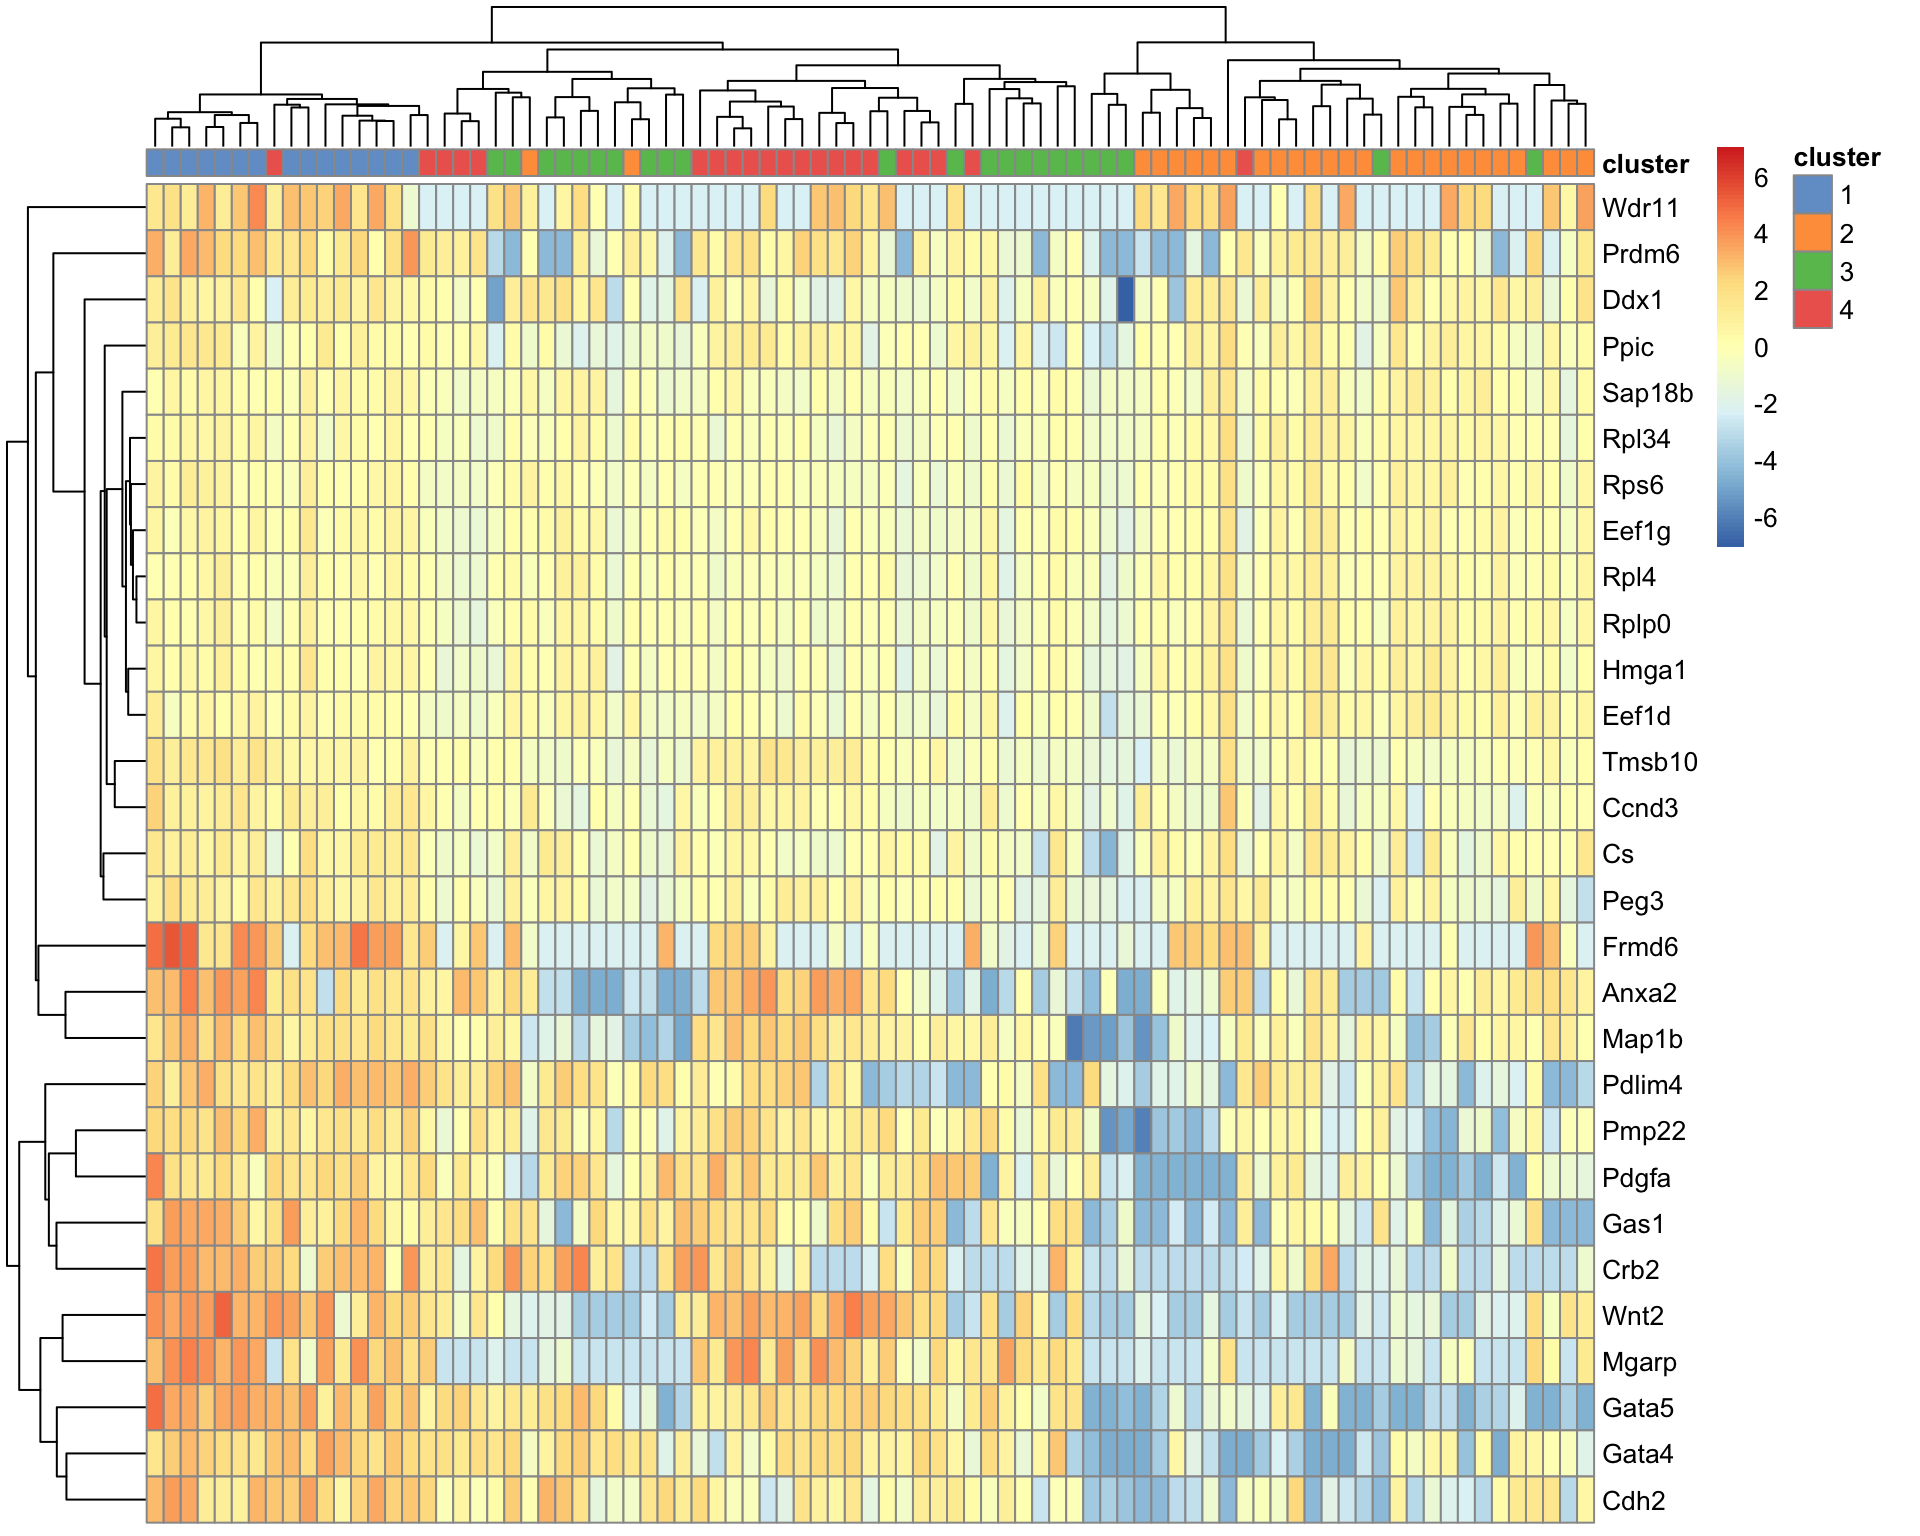 cluster
Wdr11
Prdm6
Ddx1
Ppic
Sap18b
Rpl34
Rps6
Eef1g
Rpl4
Rplp0
Hmga1
Eef1d
Tmsb10
Ccnd3
Cs
Peg3
Frmd6
Anxa2
Map1b
Pdlim4
Pmp22
Pdgfa
Gas1
Crb2
Wnt2
Mgarp
Gata5
Gata4
Cdh2
6
4
2
0
-2
-4
-6
cluster
1
2
3
4